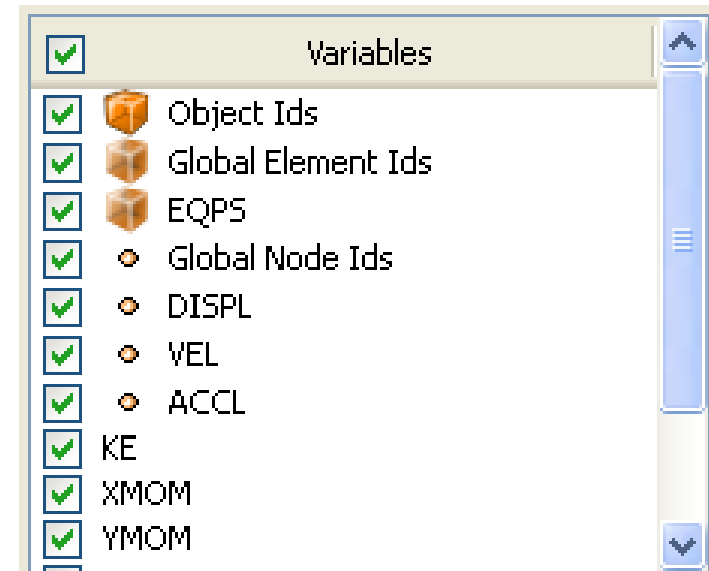 Variables
Object Ids
Global Element Ids
EQPS
Global Node Ids
DISPL
VEL
ACCL
KE
XMOM
YMOM